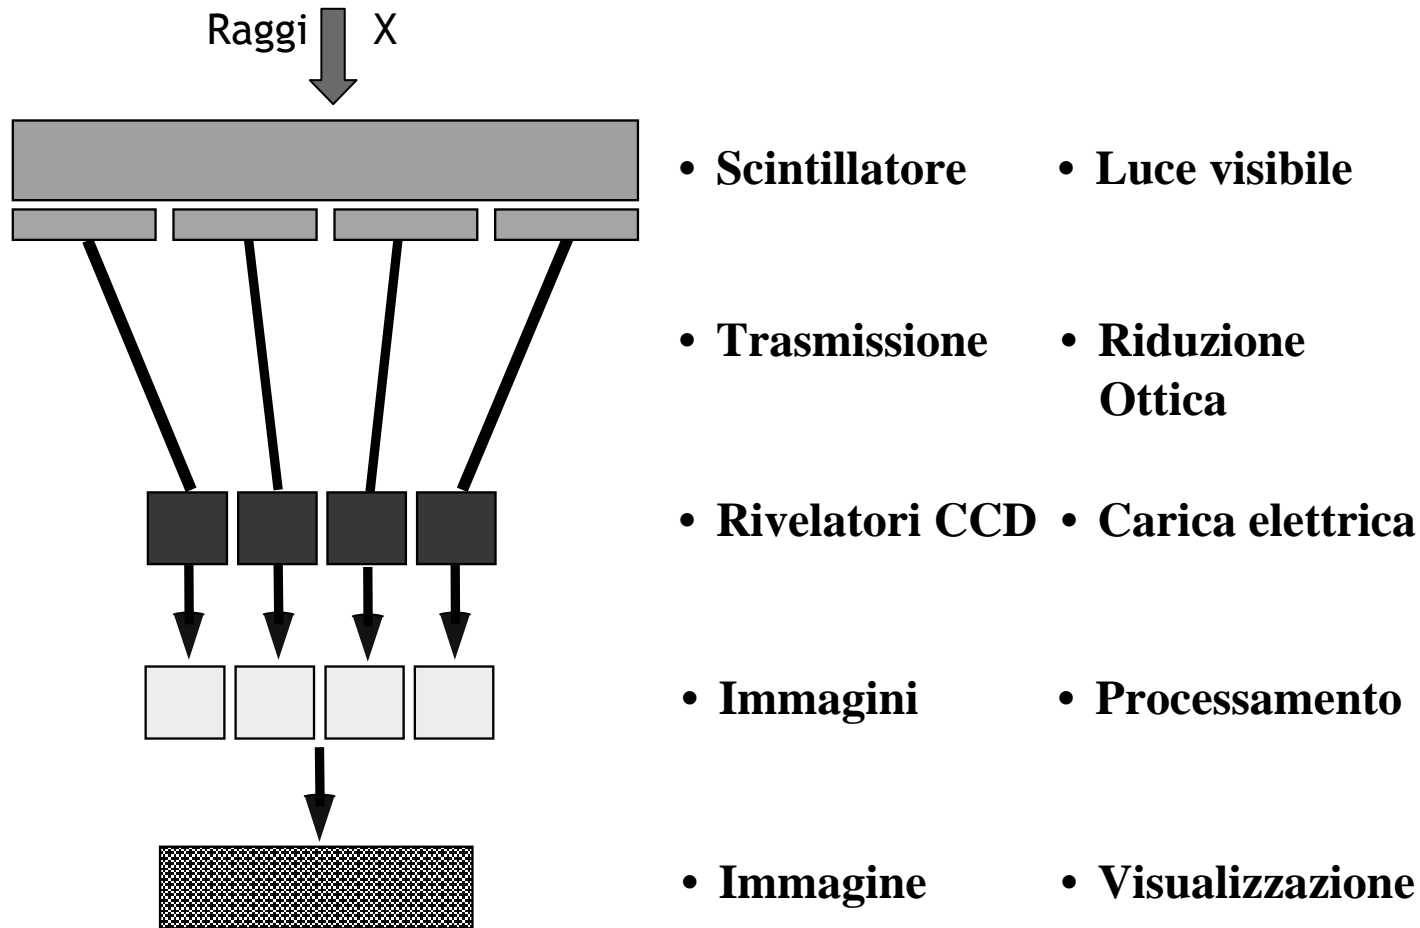 Raggi X
• Scintillatore • Luce visibile
• Trasmissione • Riduzione
Ottica
• Rivelatori CCD • Carica elettrica
• Immagini • Processamento
• Immagine • Visualizzazione